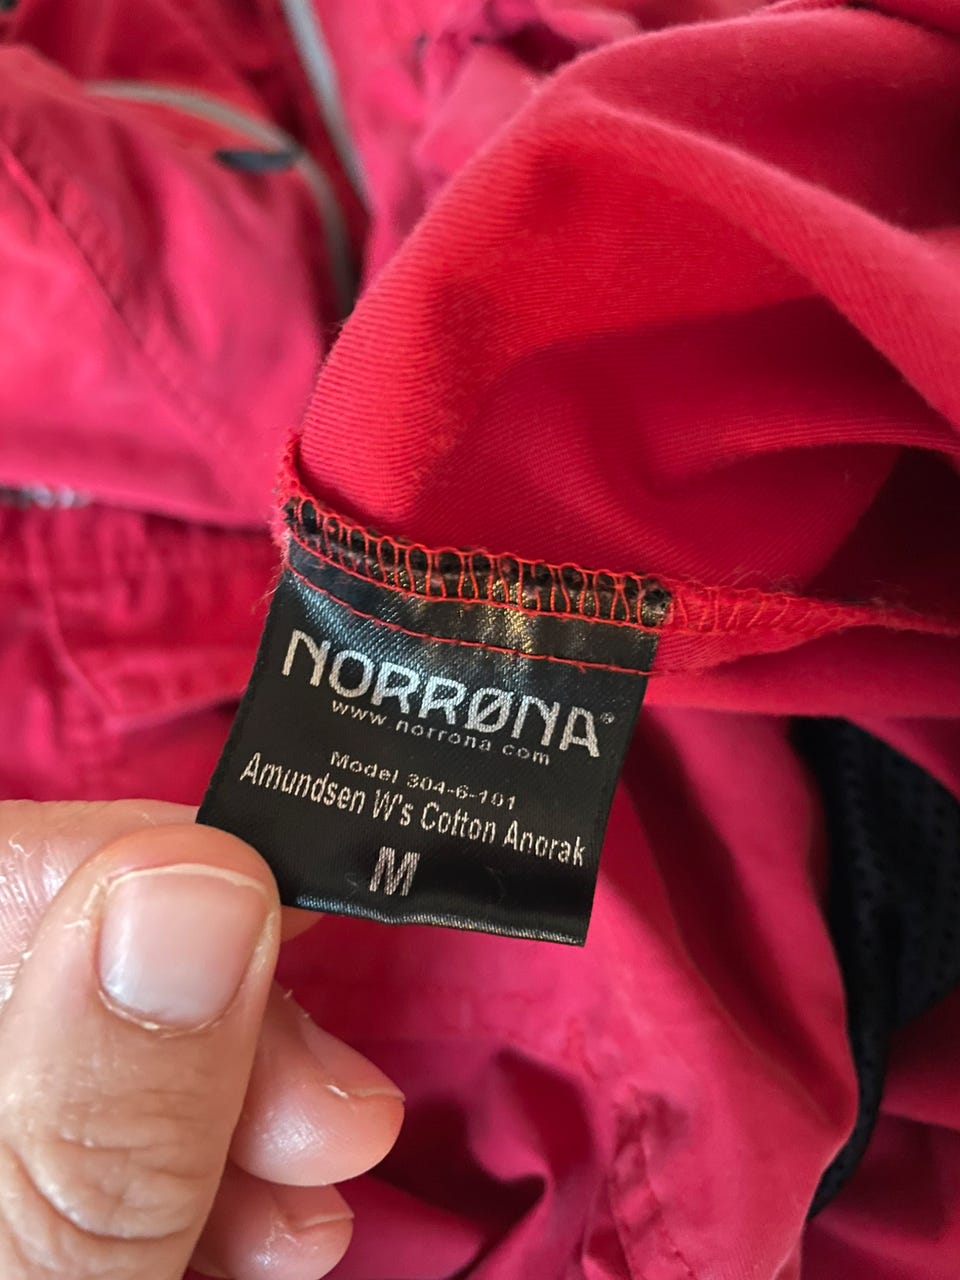 NORRØNA®
www.norrona.com
Model 304-6-101
Amundsen W's Cotton Anorak
M